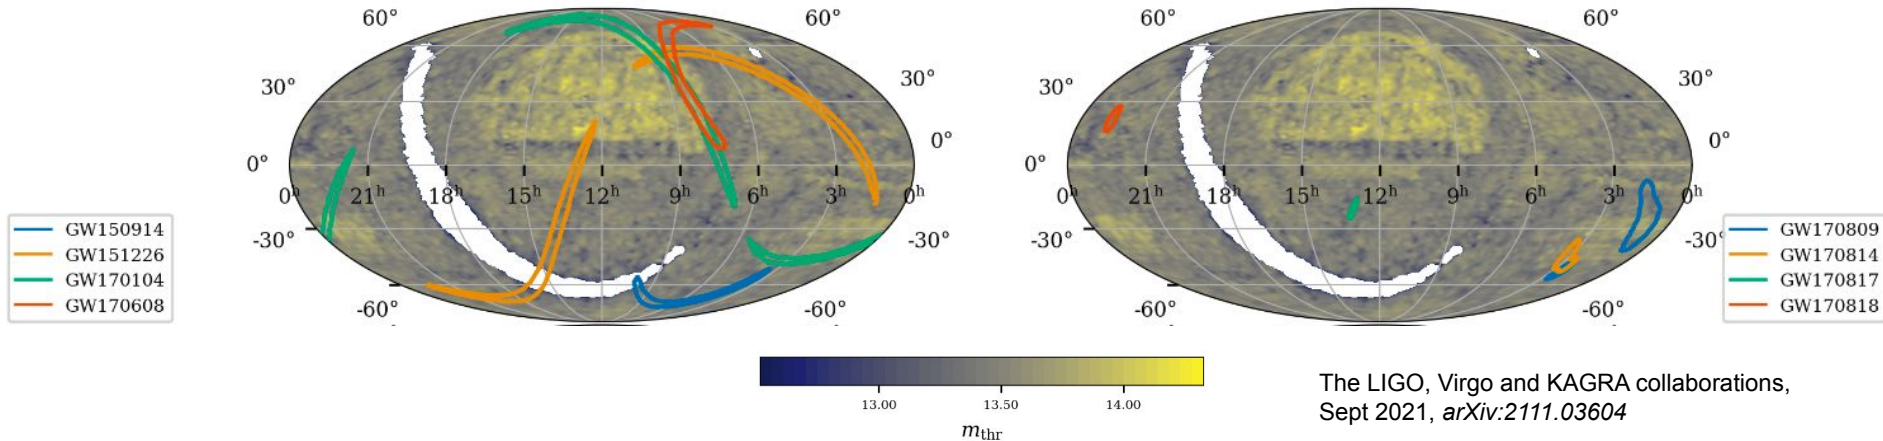 60° 60° 60° 60°
30° 30° 30° 30°
0° 0°
0° 0°
0ʰ 21ʰ 18ʰ 15ʰ 12ʰ 9ʰ 6ʰ 3ʰ 0ʰ
0ʰ 21ʰ 18ʰ 15ʰ 12ʰ 9ʰ 6ʰ 3ʰ 0ʰ
-30° -30° -30° -30°
-60° -60° -60° -60°
GW150914
GW151226
GW170104
GW170608
GW170809
GW170814
GW170817
GW170818
13.00 13.50 14.00
mthr
The LIGO, Virgo and KAGRA collaborations,
Sept 2021, arXiv:2111.03604